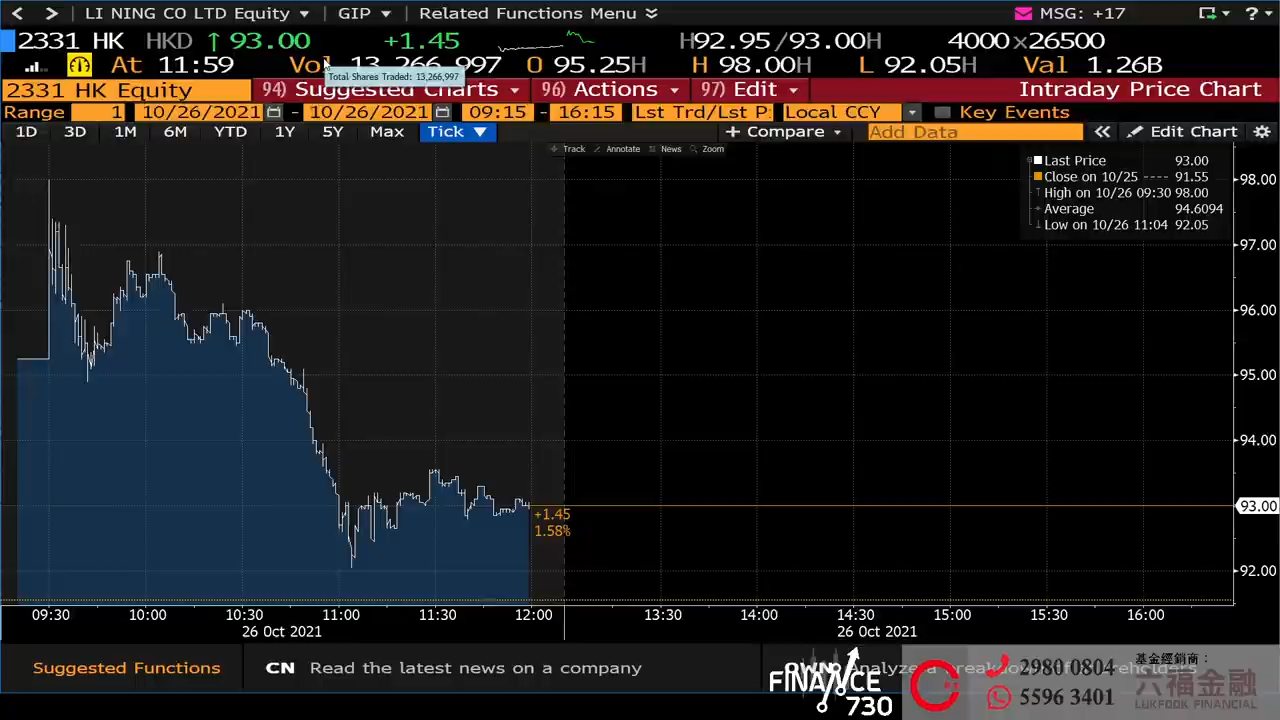 LI NING CO LTD Equity GIP Related Functions Menu MSG: +17 ?
2331 HK HKD ↑ 93.00 +1.45 H92.95/93.00H 4000×26500
At 11:59 Vol 13,266,997 O 95.25H H 98.00H L 92.05H Val 1.26B
Total Shares Traded: 13,266,997
2331 HK Equity 94) Suggested Charts 96) Actions 97) Edit Intraday Price Chart
Range 1 10/26/2021 - 10/26/2021 09:15 - 16:15 Lst Trd/Lst P Local CCY Key Events
1D 3D 1M 6M YTD 1Y 5Y Max Tick ▼ + Compare Add Data « Edit Chart
Track Annotate News Zoom
Last Price 93.00
Close on 10/25 ---- 91.55
High on 10/26 09:30 98.00
Average 94.6094
Low on 10/26 11:04 92.05
98.00
97.00
96.00
95.00
94.00
93.00
92.00
+1.45
1.58%
09:30 10:00 10:30 11:00 11:30 12:00 13:30 14:00 14:30 15:00 15:30 16:00
26 Oct 2021 26 Oct 2021
Suggested Functions CN Read the latest news on a company OWN Analyze a breakdown of
FINANCE
730
2980 0804
5596 3401
基金經銷商：
六福金融
LUKFOOK FINANCIAL